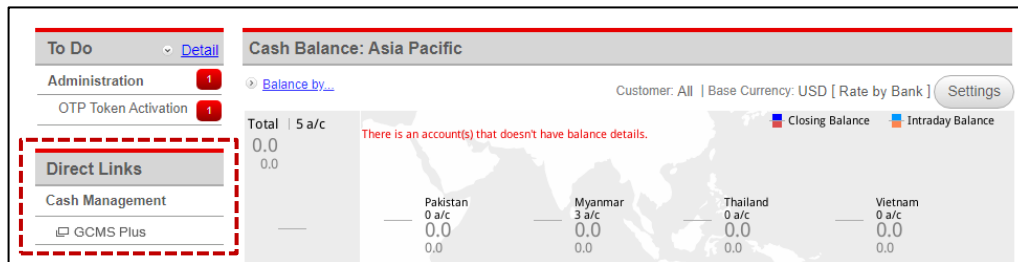 To Do Detail
Administration 1
OTP Token Activation 1
Direct Links
Cash Management
GCMS Plus
Cash Balance: Asia Pacific
Balance by...
Customer: All | Base Currency: USD [ Rate by Bank ] Settings
Total | 5 a/c
0.0
0.0
There is an account(s) that doesn't have balance details.
Closing Balance Intraday Balance
Pakistan
0 a/c
0.0
0.0
Myanmar
3 a/c
0.0
0.0
Thailand
0 a/c
0.0
0.0
Vietnam
0 a/c
0.0
0.0